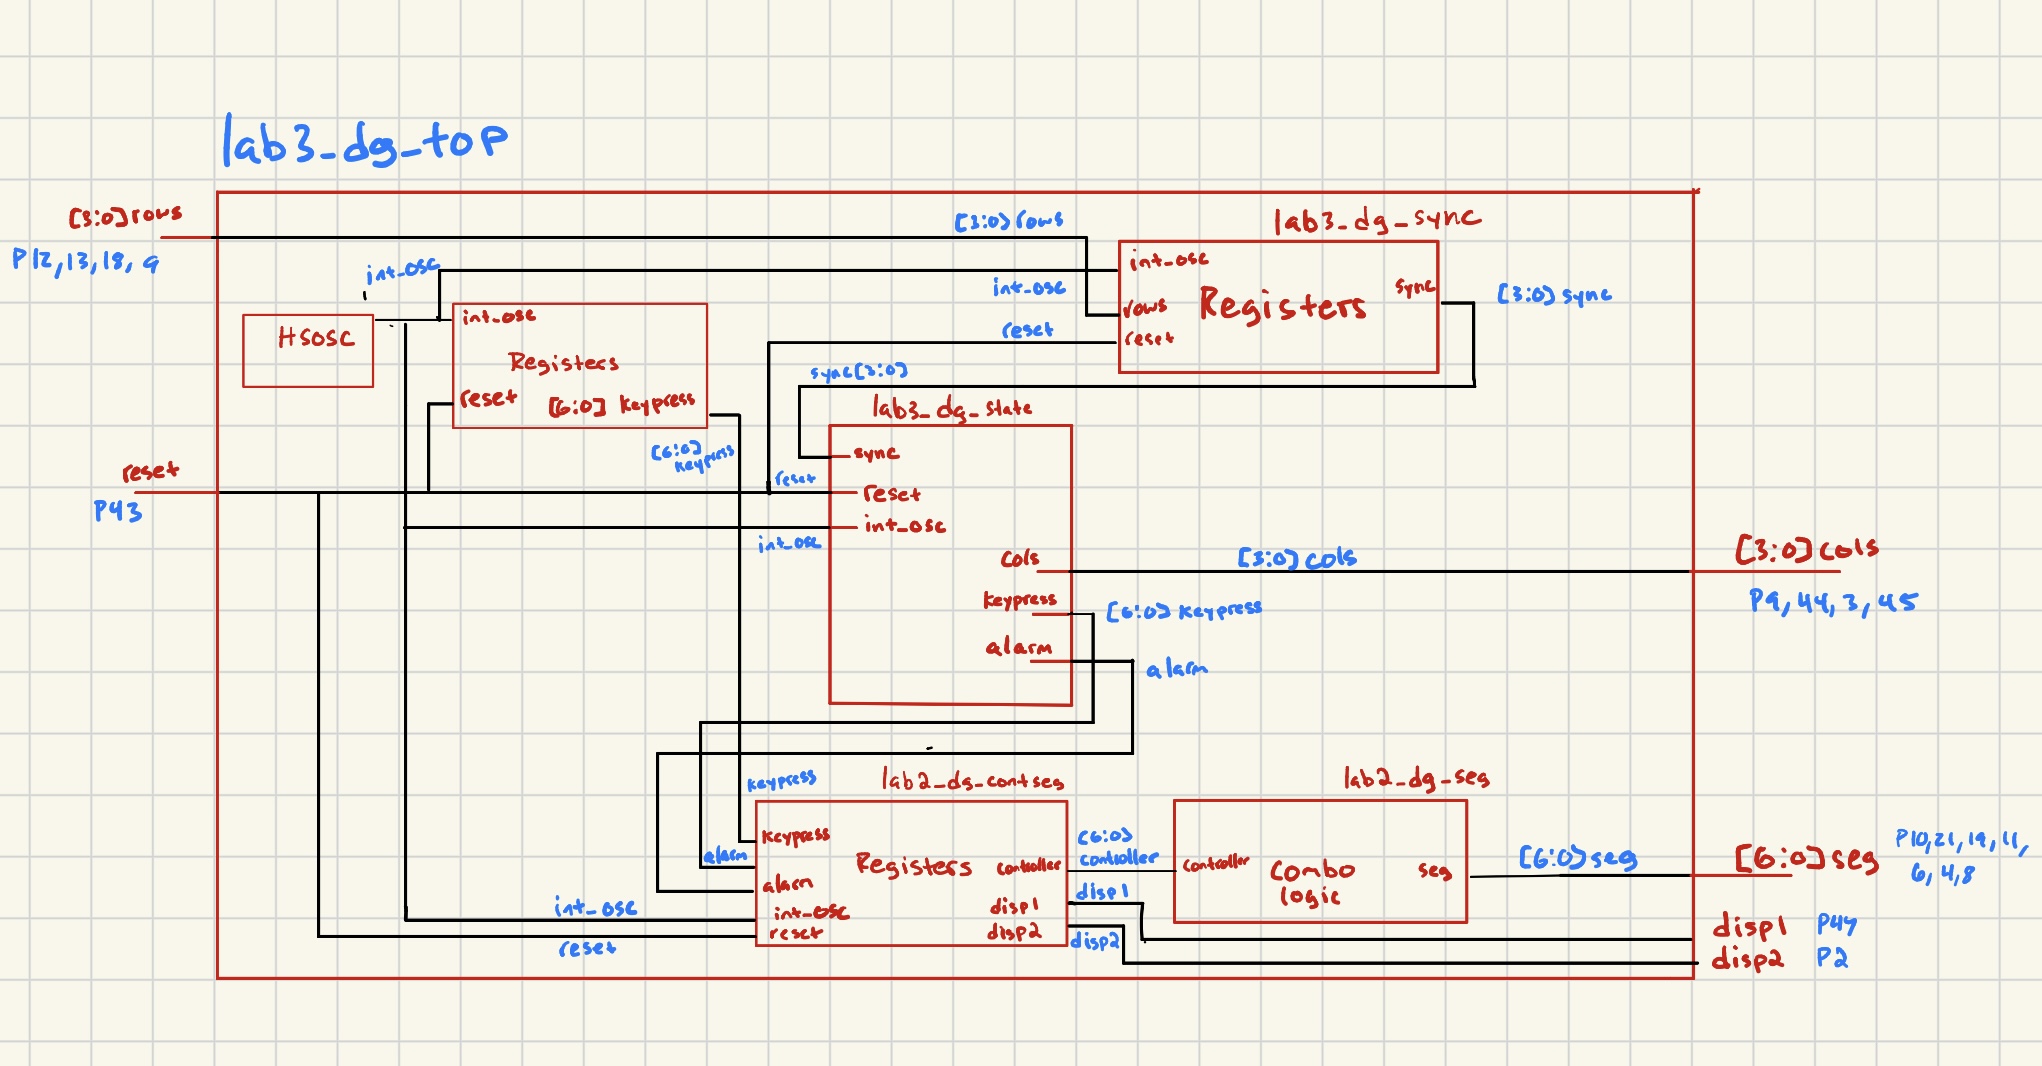 lab3_dg_top
[3:0] rows
P12, 13, 18, 9
[3:0] rows
lab3_dg_sync
int_osc
int_osc
int_osc
rows
reset
Registers
sync
[3:0] sync
reset
HSOSC
int_osc
Registers
reset
[6:0] keypress
[6:0]
keypress
sync[3:0]
lab3_dg_state
sync
reset
int_osc
reset
int_osc
reset
P43
cols
keypress
alarm
[3:0] cols
[6:0] keypress
alarm
[3:0] cols
P9, 44, 3, 45
keypress
lab2_dg_contseg
keypress
alarm
alarm
int_osc
reset
Registers
controller
disp1
disp2
int_osc
reset
[6:0]
controller
disp1
disp2
lab2_dg_seg
controller
Combo
logic
seg
[6:0] seg
[6:0] seg
P10, 21, 19, 11,
6, 4, 8
disp1 P47
disp2 P2